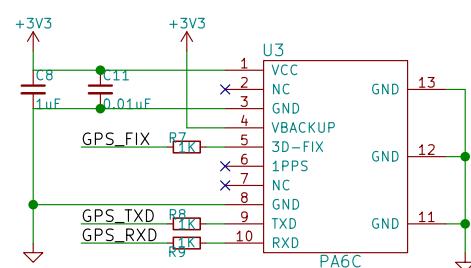 +3V3 +3V3
U3
C8 C11
1uF 0.01uF
1 VCC
2 NC
3 GND
4 VBACKUP
GPS_FIX R7 1K 5 3D-FIX
6 1PPS
7 NC
8 GND
GPS_TXD R8 1K 9 TXD
GPS_RXD 1K R9 10 RXD
GND 13
GND 12
GND 11
PA6C